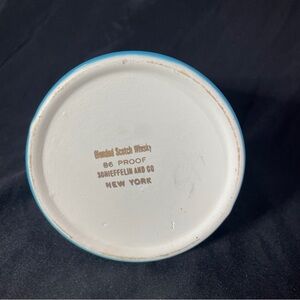 Blended Scotch Whisky
86 PROOF
SCHIEFFELIN AND CO
NEW YORK